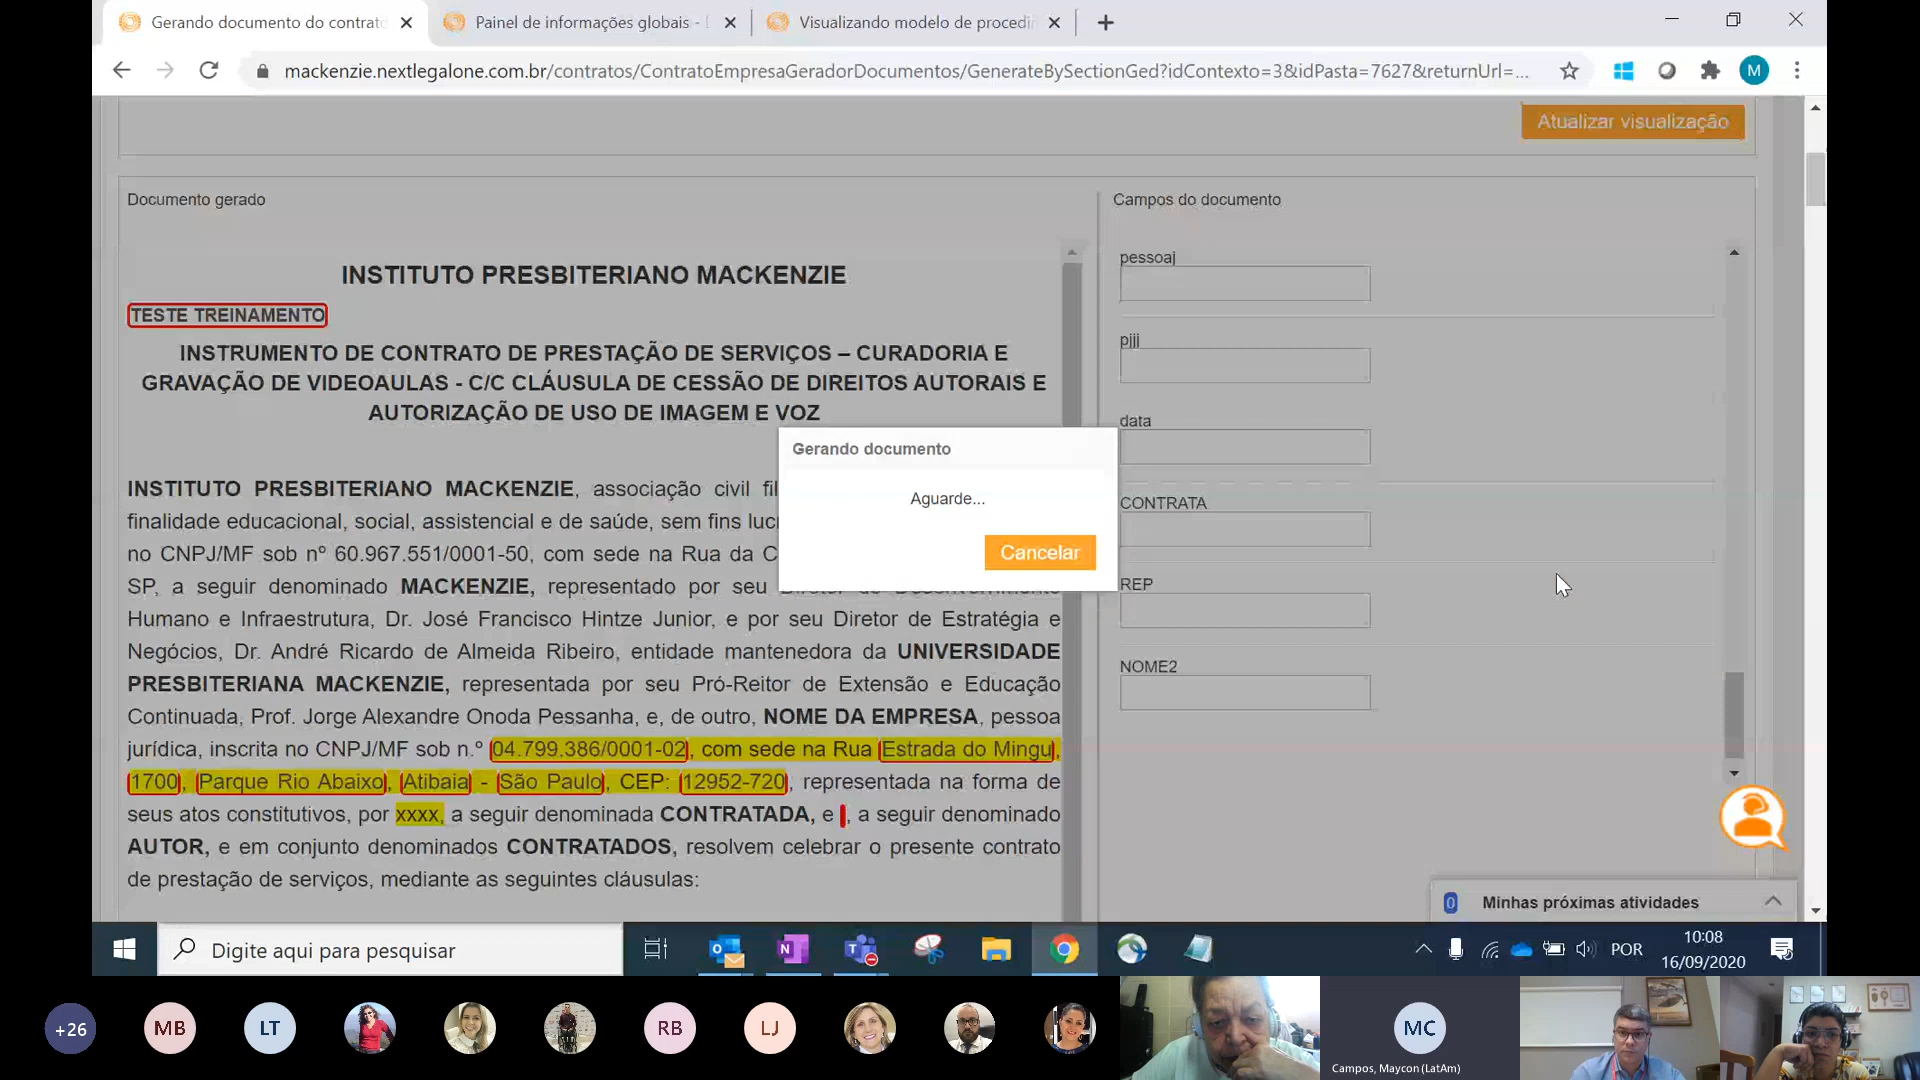 Gerando documento do contrato
Painel de informações globais -
Visualizando modelo de procedi
mackenzie.nextlegalone.com.br/contratos/ContratoEmpresaGeradorDocumentos/GenerateBySectionGed?idContexto=3&idPasta=7627&returnUrl=...
M
Atualizar visualização
Documento gerado
Campos do documento
INSTITUTO PRESBITERIANO MACKENZIE
TESTE TREINAMENTO
INSTRUMENTO DE CONTRATO DE PRESTAÇÃO DE SERVIÇOS – CURADORIA E
GRAVAÇÃO DE VIDEOAULAS - C/C CLÁUSULA DE CESSÃO DE DIREITOS AUTORAIS E
AUTORIZAÇÃO DE USO DE IMAGEM E VOZ
INSTITUTO PRESBITERIANO MACKENZIE, associação civil fil
finalidade educacional, social, assistencial e de saúde, sem fins lucr
no CNPJ/MF sob nº 60.967.551/0001-50, com sede na Rua da C
SP, a seguir denominado MACKENZIE, representado por seu
Humano e Infraestrutura, Dr. José Francisco Hintze Junior, e por seu Diretor de Estratégia e
Negócios, Dr. André Ricardo de Almeida Ribeiro, entidade mantenedora da UNIVERSIDADE
PRESBITERIANA MACKENZIE, representada por seu Pró-Reitor de Extensão e Educação
Continuada, Prof. Jorge Alexandre Onoda Pessanha, e, de outro, NOME DA EMPRESA, pessoa
jurídica, inscrita no CNPJ/MF sob n.º 04.799.386/0001-02, com sede na Rua Estrada do Mingu,
1700, Parque Rio Abaixo, Atibaia - São Paulo, CEP: 12952-720, representada na forma de
seus atos constitutivos, por xxxx, a seguir denominada CONTRATADA, e , a seguir denominado
AUTOR, e em conjunto denominados CONTRATADOS, resolvem celebrar o presente contrato
de prestação de serviços, mediante as seguintes cláusulas:
Gerando documento
Aguarde...
Cancelar
pessoaj
pjjj
data
CONTRATA
REP
NOME2
0 Minhas próximas atividades
Digite aqui para pesquisar
POR
10:08
16/09/2020
+26
MB
LT
RB
LJ
MC
Campos, Maycon (LatAm)